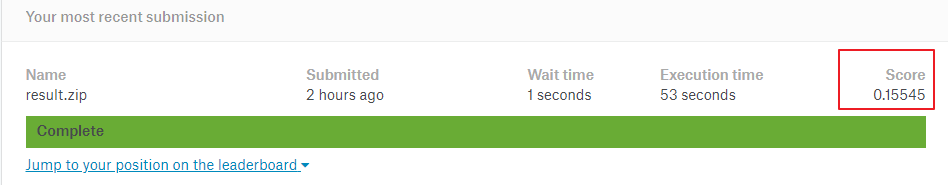 Your most recent submission
Name Submitted Wait time Execution time Score
result.zip 2 hours ago 1 seconds 53 seconds 0.15545
Complete
Jump to your position on the leaderboard